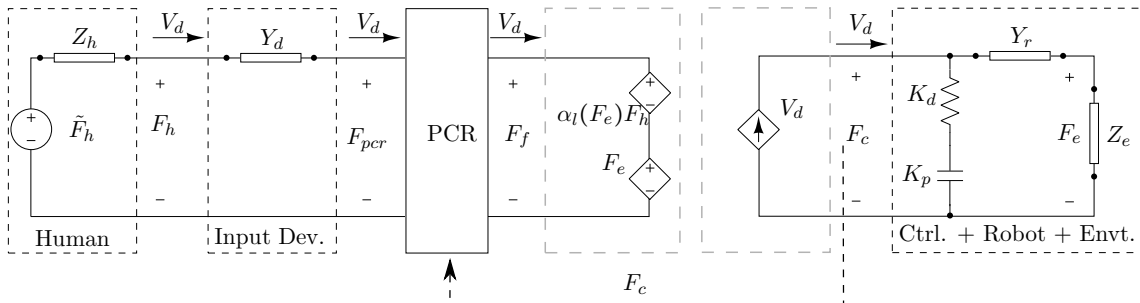 V_d
V_d
V_d
V_d
Z_h
Y_d
Y_r
+
−
F̃_h
+
F_h
−
+
F_pcr
−
PCR
+
F_f
−
α_l(F_e)F_h
+
−
F_e
+
−
V_d
+
F_c
−
K_d
K_p
+
F_e
−
Z_e
Human
Input Dev.
Ctrl. + Robot + Envt.
F_c